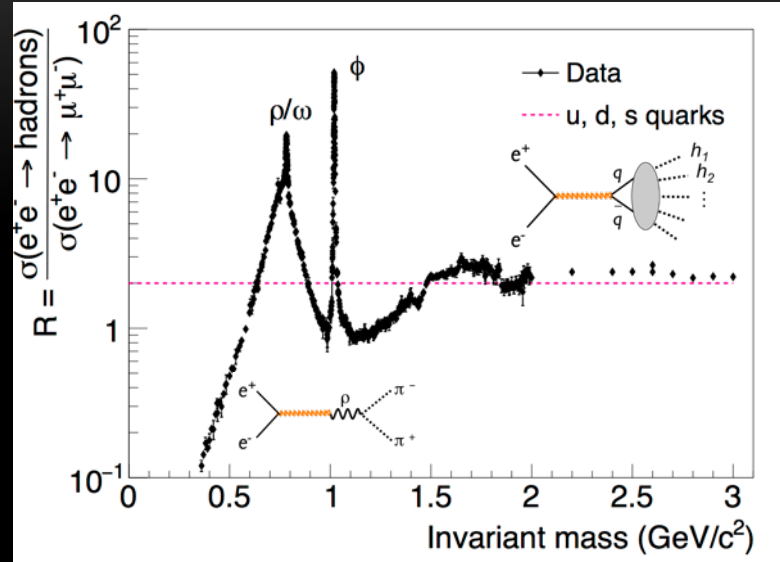 R = σ(e⁺e⁻ → hadrons) / σ(e⁺e⁻ → μ⁺μ⁻)
10²
10
1
10⁻¹
ρ/ω
ϕ
Data
u, d, s quarks
e⁺
e⁻
q
q̄
h₁
h₂
⋮
e⁺
e⁻
ρ
π⁻
π⁺
0 0.5 1 1.5 2 2.5 3
Invariant mass (GeV/c²)